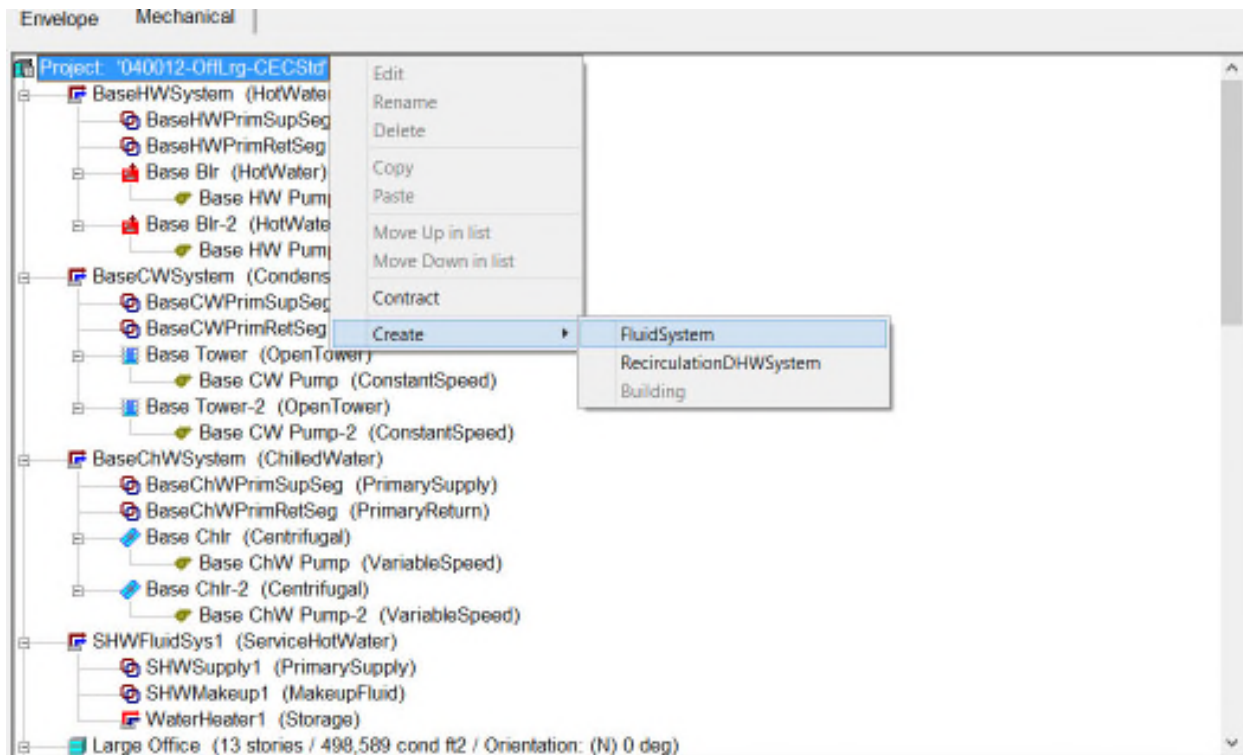 Envelope Mechanical
Project: '040012-OffLrg-CECStd'
Edit
BaseHWSystem (HotWate
Rename
BaseHWPrimSupSeg
Delete
BaseHWPrimRetSeg
Base Blr (HotWater)
Copy
Base HW Pum
Paste
Base Blr-2 (HotWate
Move Up in list
Base HW Pum
Move Down in list
BaseCWSystem (Condens
Contract
BaseCWPrimSupSeg
BaseCWPrimRetSeg
Create
FluidSystem
Base Tower (OpenTower)
RecirculationDHWSystem
Base CW Pump (ConstantSpeed)
Building
Base Tower-2 (OpenTower)
Base CW Pump-2 (ConstantSpeed)
BaseChWSystem (ChilledWater)
BaseChWPrimSupSeg (PrimarySupply)
BaseChWPrimRetSeg (PrimaryReturn)
Base Chlr (Centrifugal)
Base ChW Pump (VariableSpeed)
Base Chlr-2 (Centrifugal)
Base ChW Pump-2 (VariableSpeed)
SHWFluidSys1 (ServiceHotWater)
SHWSupply1 (PrimarySupply)
SHWMakeup1 (MakeupFluid)
WaterHeater1 (Storage)
Large Office (13 stories / 498,589 cond ft2 / Orientation: (N) 0 deg)